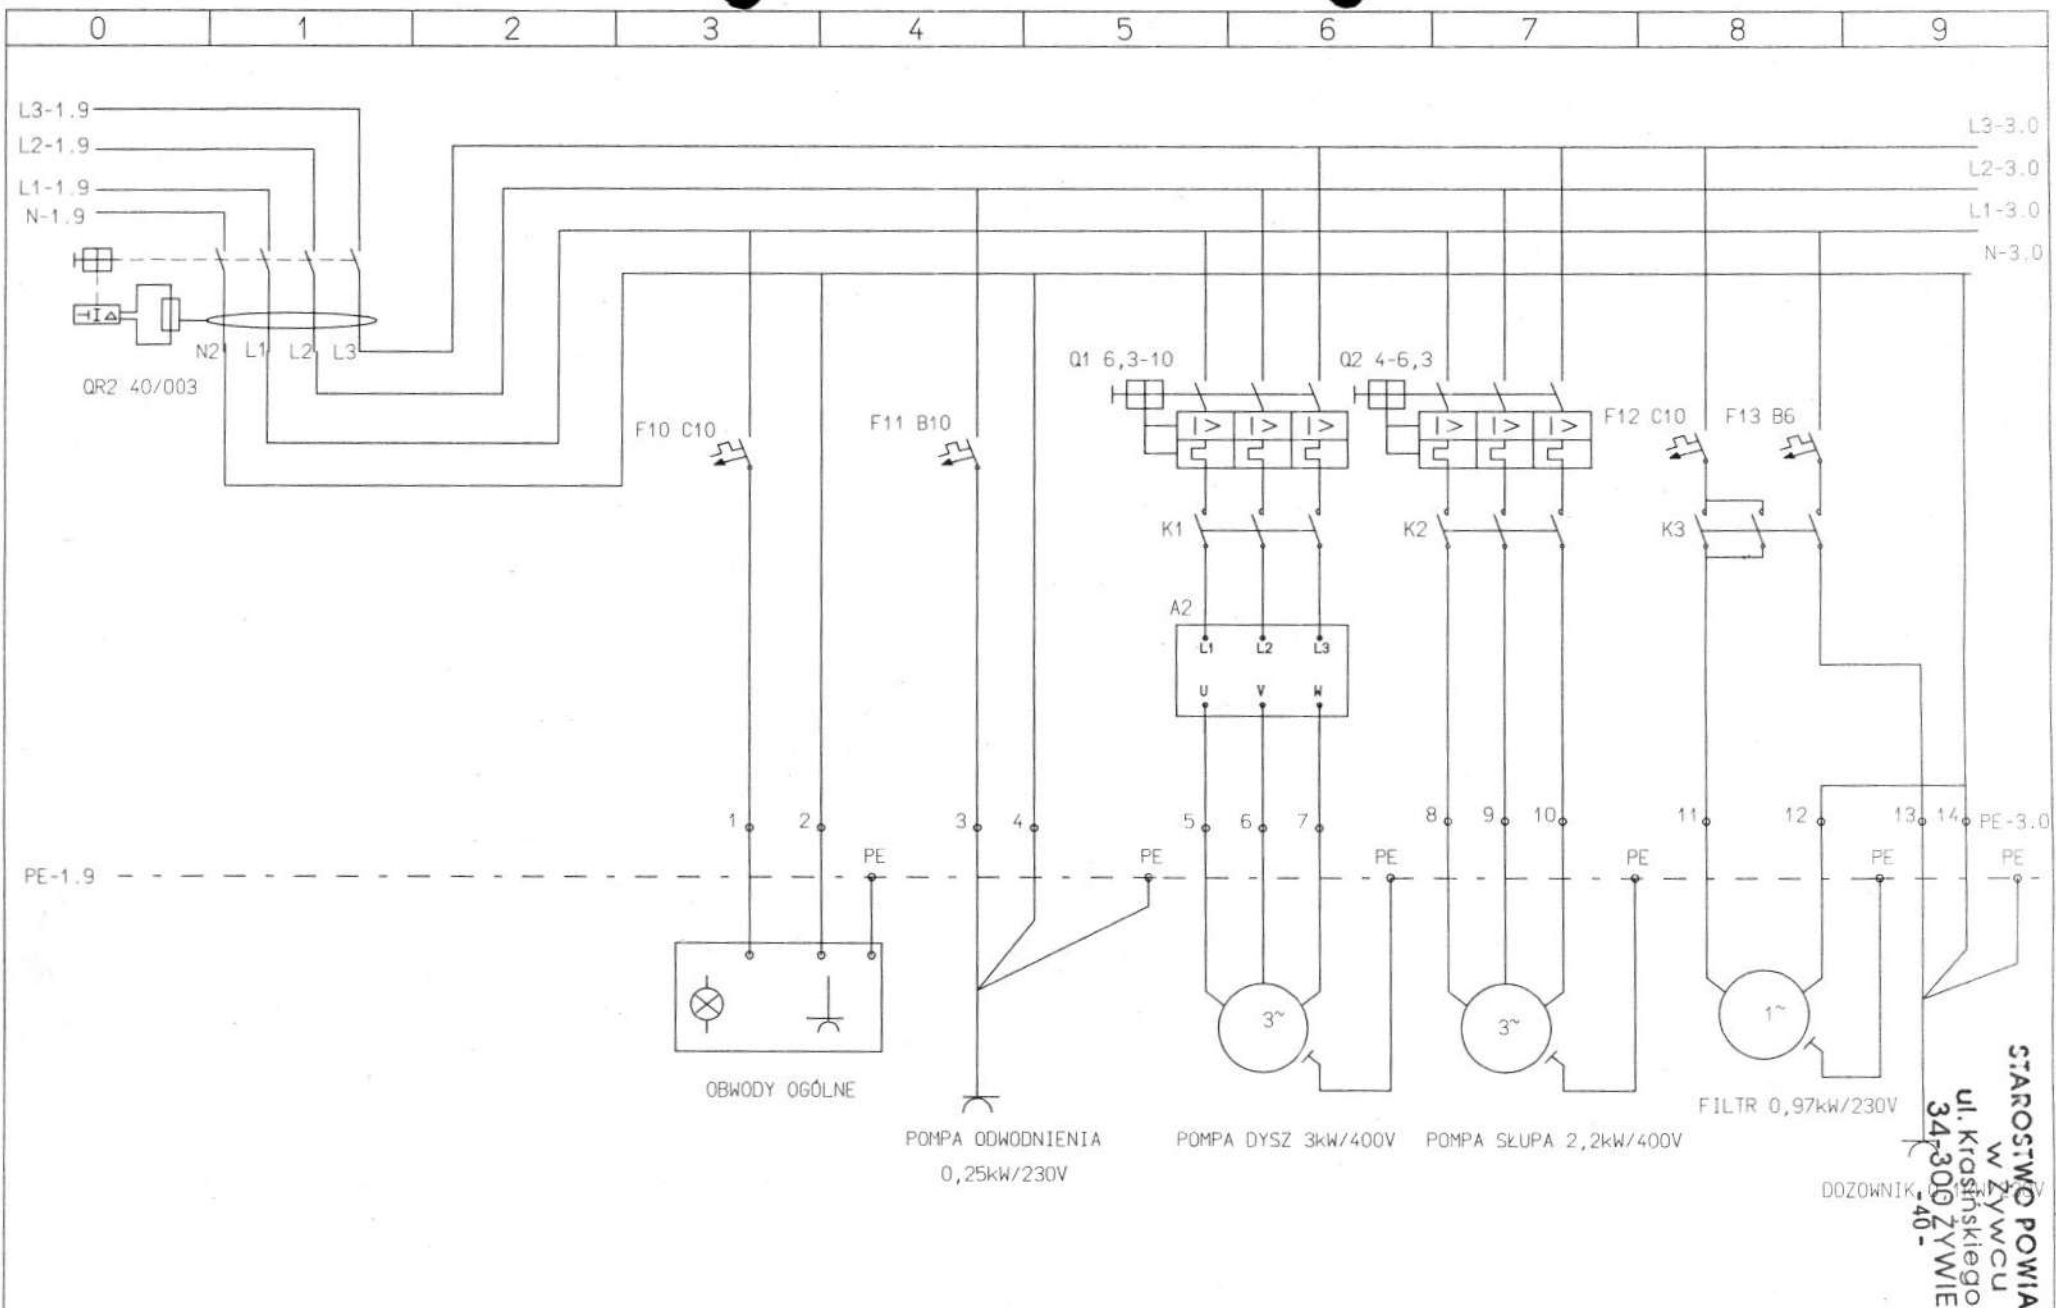 0 1 2 3 4 5 6 7 8 9
L3-1.9
L2-1.9
L1-1.9
N-1.9
L3-3.0
L2-3.0
L1-3.0
N-3.0
N2 L1 L2 L3
QR2 40/003
F10 C10
F11 B10
Q1 6,3-10
Q2 4-6,3
F12 C10
F13 B6
I> I> I>
I> I> I>
K1
K2
K3
A2
L1 L2 L3
U V W
1 2 3 4 5 6 7 8 9 10 11 12 13 14
PE-3.0
PE-1.9
PE PE PE PE PE PE
3~
3~
1~
OBWODY OGÓLNE
POMPA ODWODNIENIA
0,25kW/230V
POMPA DYSZ 3kW/400V
POMPA SŁUPA 2,2kW/400V
FILTR 0,97kW/230V
DOZOWNIK
STAROSTWO POWIA
w Żywcu
ul. Krasińskiego
34-300 ŻYWIE
-40-